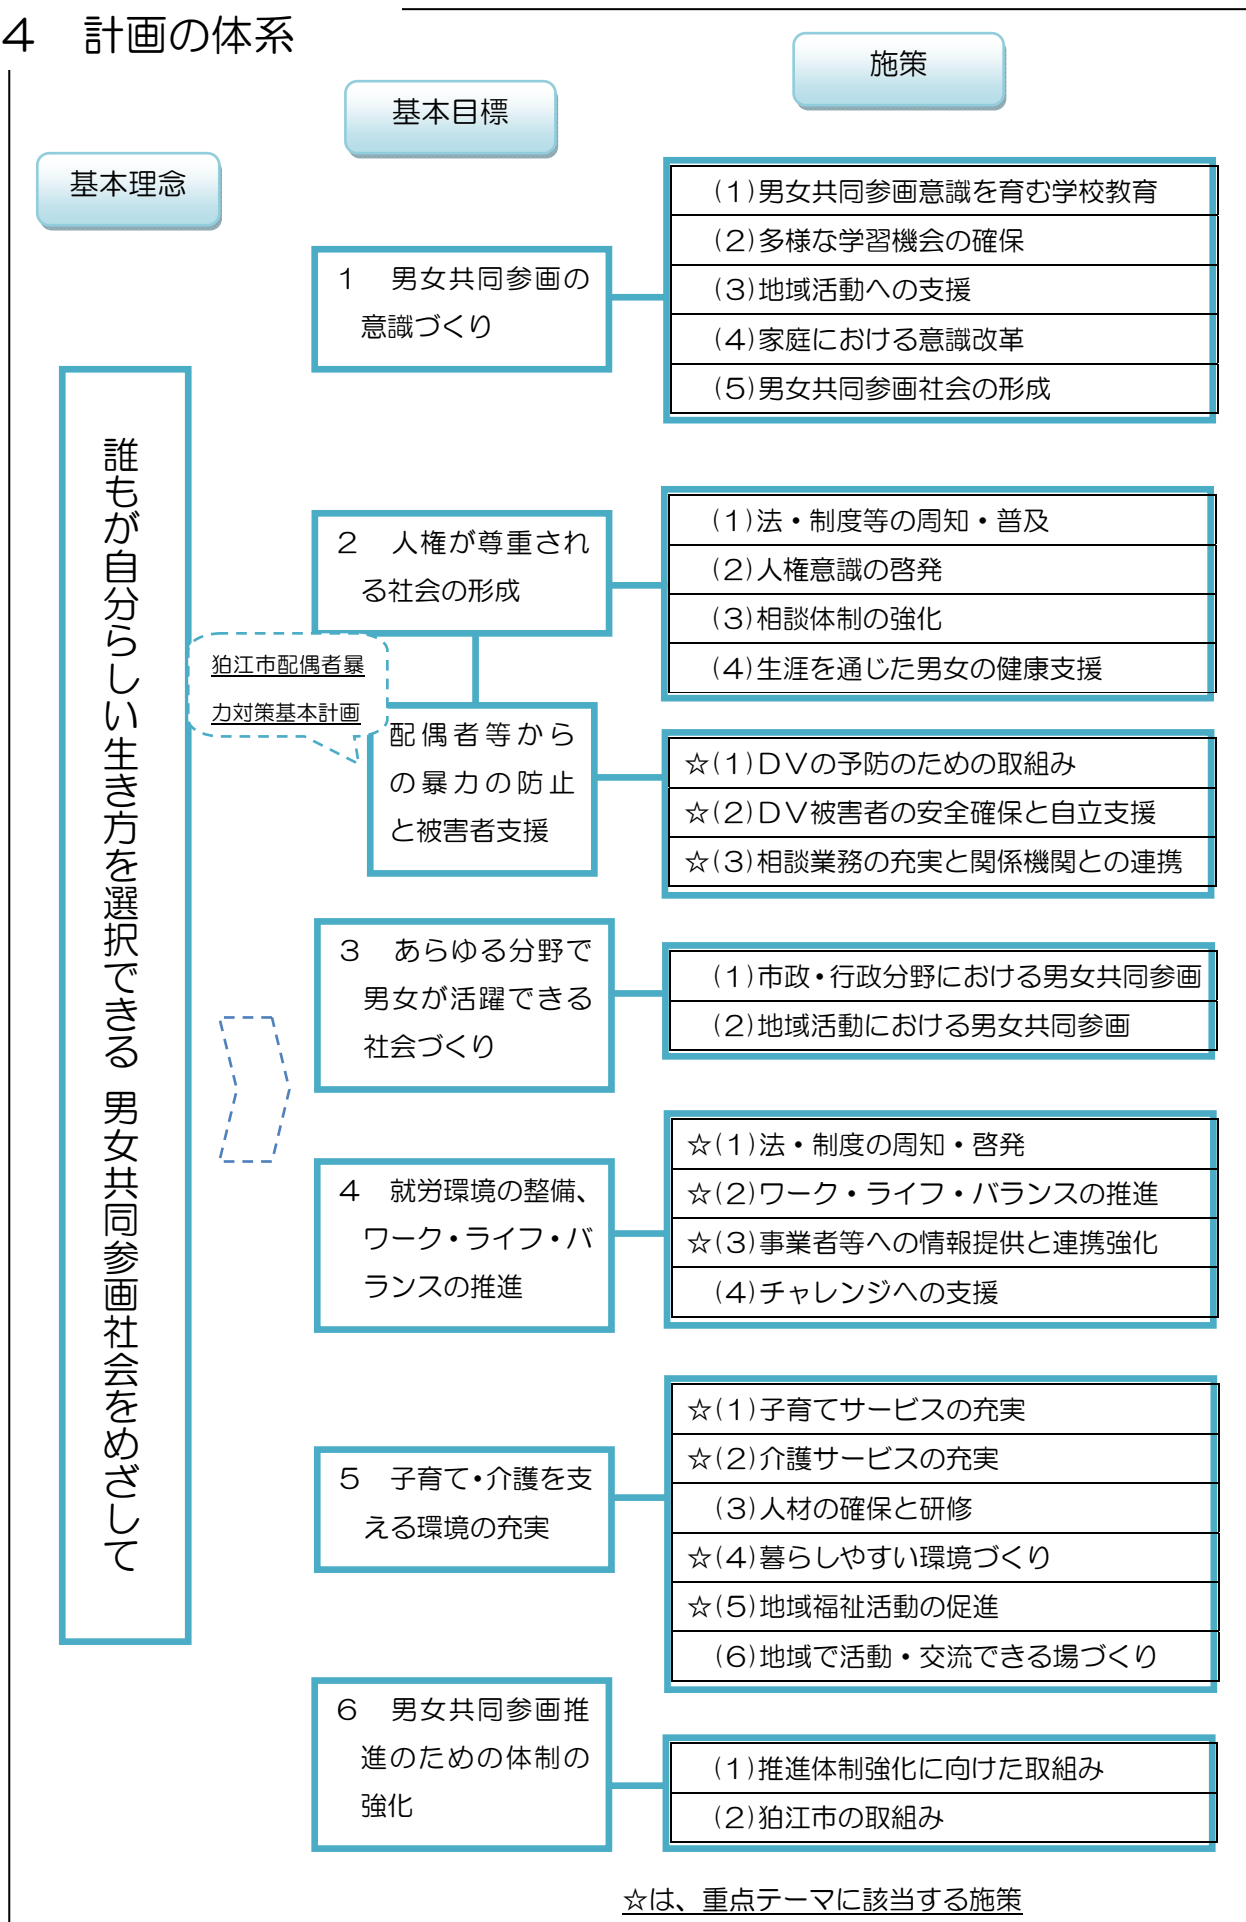 4　計画の体系
施策
基本目標
基本理念
誰もが自分らしい生き方を選択できる 男女共同参画社会をめざして
1　男女共同参画の
意識づくり
(1)男女共同参画意識を育む学校教育
(2)多様な学習機会の確保
(3)地域活動への支援
(4)家庭における意識改革
(5)男女共同参画社会の形成
2　人権が尊重され
る社会の形成
(1)法・制度等の周知・普及
(2)人権意識の啓発
(3)相談体制の強化
(4)生涯を通じた男女の健康支援
狛江市配偶者暴
力対策基本計画
配偶者等から
の暴力の防止
と被害者支援
☆(1)DVの予防のための取組み
☆(2)DV被害者の安全確保と自立支援
☆(3)相談業務の充実と関係機関との連携
3　あらゆる分野で
男女が活躍できる
社会づくり
(1)市政・行政分野における男女共同参画
(2)地域活動における男女共同参画
4　就労環境の整備、
ワーク・ライフ・バ
ランスの推進
☆(1)法・制度の周知・啓発
☆(2)ワーク・ライフ・バランスの推進
☆(3)事業者等への情報提供と連携強化
(4)チャレンジへの支援
5　子育て・介護を支
える環境の充実
☆(1)子育てサービスの充実
☆(2)介護サービスの充実
(3)人材の確保と研修
☆(4)暮らしやすい環境づくり
☆(5)地域福祉活動の促進
(6)地域で活動・交流できる場づくり
6　男女共同参画推
進のための体制の
強化
(1)推進体制強化に向けた取組み
(2)狛江市の取組み
☆は、重点テーマに該当する施策